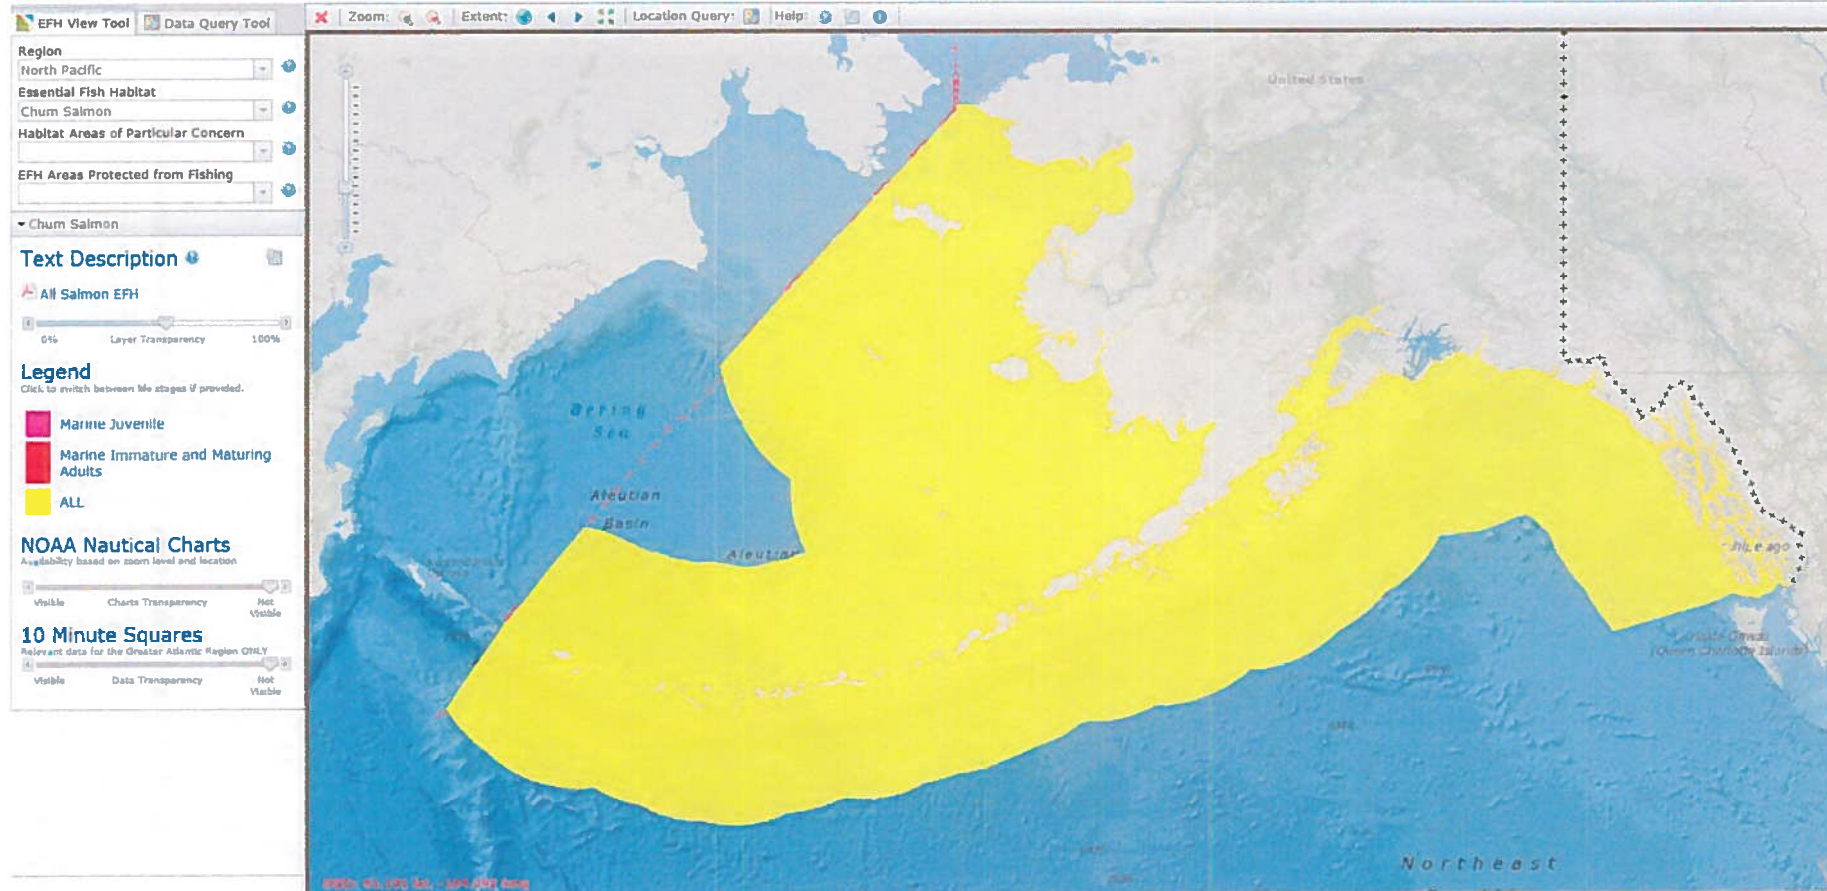 EFH View Tool
Data Query Tool
Zoom:
Extent:
Location Query:
Help:
Region
North Pacific
Essential Fish Habitat
Chum Salmon
Habitat Areas of Particular Concern
EFH Areas Protected from Fishing
Chum Salmon
Text Description
All Salmon EFH
0%
Layer Transparency
100%
Legend
Click to switch between life stages if provided.
Marine Juvenile
Marine Immature and Maturing
Adults
ALL
NOAA Nautical Charts
Availability based on zoom level and location
Visible
Charts Transparency
Not
Visible
10 Minute Squares
Relevant data for the Greater Atlantic Region ONLY
Visible
Data Transparency
Not
Visible
United States
Bering
Sea
Aleutian
Basin
Aleutian
(Queen Charlotte Islands)
Northeast